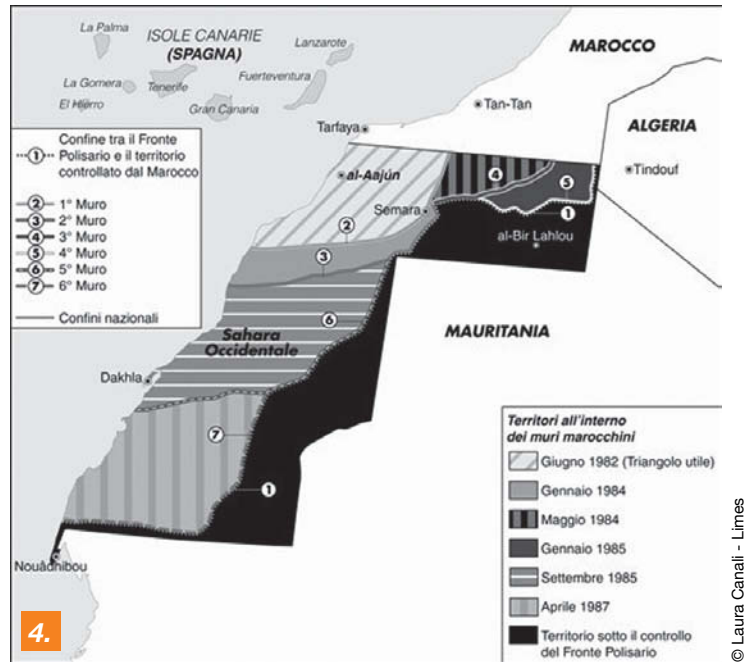 La Palma
ISOLE CANARIE
(SPAGNA)
Lanzarote
La Gomera
Tenerife
Fuerteventura
El Hierro
Gran Canaria
MAROCCO
Tan-Tan
Tarfaya
ALGERIA
Tindouf
1 Confine tra il Fronte
Polisario e il territorio
controllato dal Marocco
2 1° Muro
3 2° Muro
4 3° Muro
5 4° Muro
6 5° Muro
7 6° Muro
Confini nazionali
al-Aajún
4
5
Semara
1
2
al-Bir Lahlou
3
6
MAURITANIA
Sahara
Occidentale
Dakhla
7
1
Nouâdhibou
Territori all'interno
dei muri marocchini
Giugno 1982 (Triangolo utile)
Gennaio 1984
Maggio 1984
Gennaio 1985
Settembre 1985
Aprile 1987
Territorio sotto il controllo
del Fronte Polisario
4.
© Laura Canali - Limes